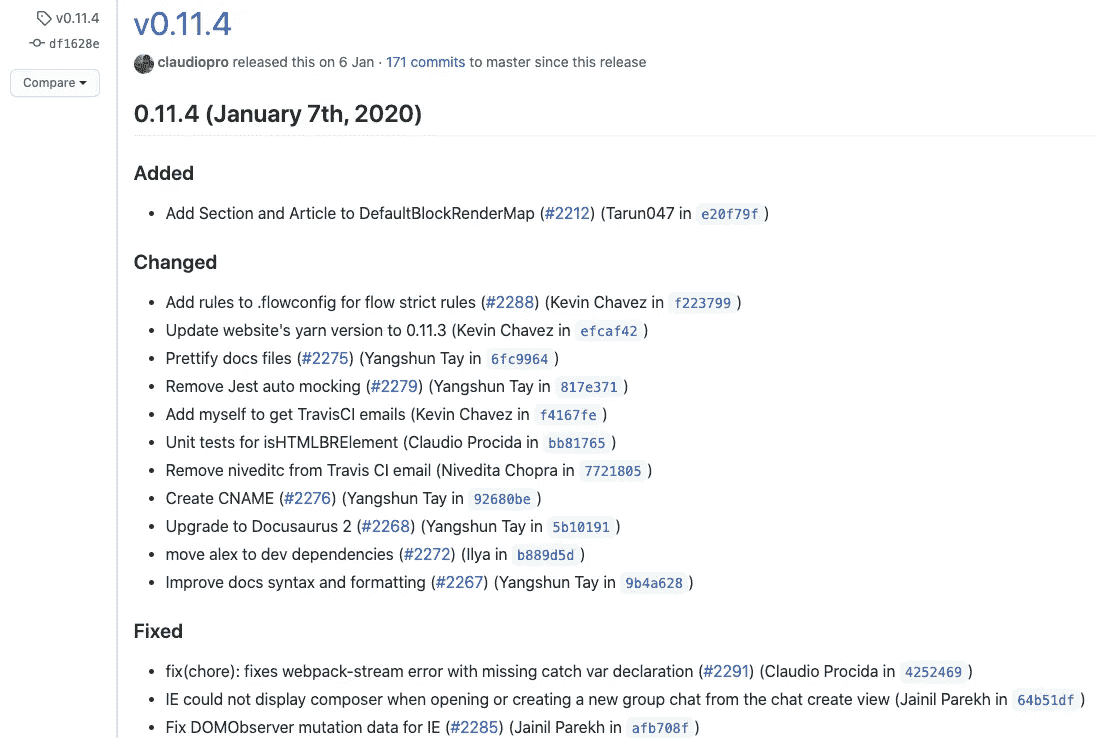 v0.11.4
df1628e
Compare
v0.11.4
claudiopro released this on 6 Jan · 171 commits to master since this release
0.11.4 (January 7th, 2020)
Added
• Add Section and Article to DefaultBlockRenderMap (#2212) (Tarun047 in e20f79f )
Changed
• Add rules to .flowconfig for flow strict rules (#2288) (Kevin Chavez in f223799 )
• Update website's yarn version to 0.11.3 (Kevin Chavez in efcaf42 )
• Prettify docs files (#2275) (Yangshun Tay in 6fc9964 )
• Remove Jest auto mocking (#2279) (Yangshun Tay in 817e371 )
• Add myself to get TravisCI emails (Kevin Chavez in f4167fe )
• Unit tests for isHTMLBRElement (Claudio Procida in bb81765 )
• Remove niveditc from Travis CI email (Nivedita Chopra in 7721805 )
• Create CNAME (#2276) (Yangshun Tay in 92680be )
• Upgrade to Docusaurus 2 (#2268) (Yangshun Tay in 5b10191 )
• move alex to dev dependencies (#2272) (Ilya in b889d5d )
• Improve docs syntax and formatting (#2267) (Yangshun Tay in 9b4a628 )
Fixed
• fix(chore): fixes webpack-stream error with missing catch var declaration (#2291) (Claudio Procida in 4252469 )
• IE could not display composer when opening or creating a new group chat from the chat create view (Jainil Parekh in 64b51df )
• Fix DOMObserver mutation data for IE (#2285) (Jainil Parekh in afb708f )